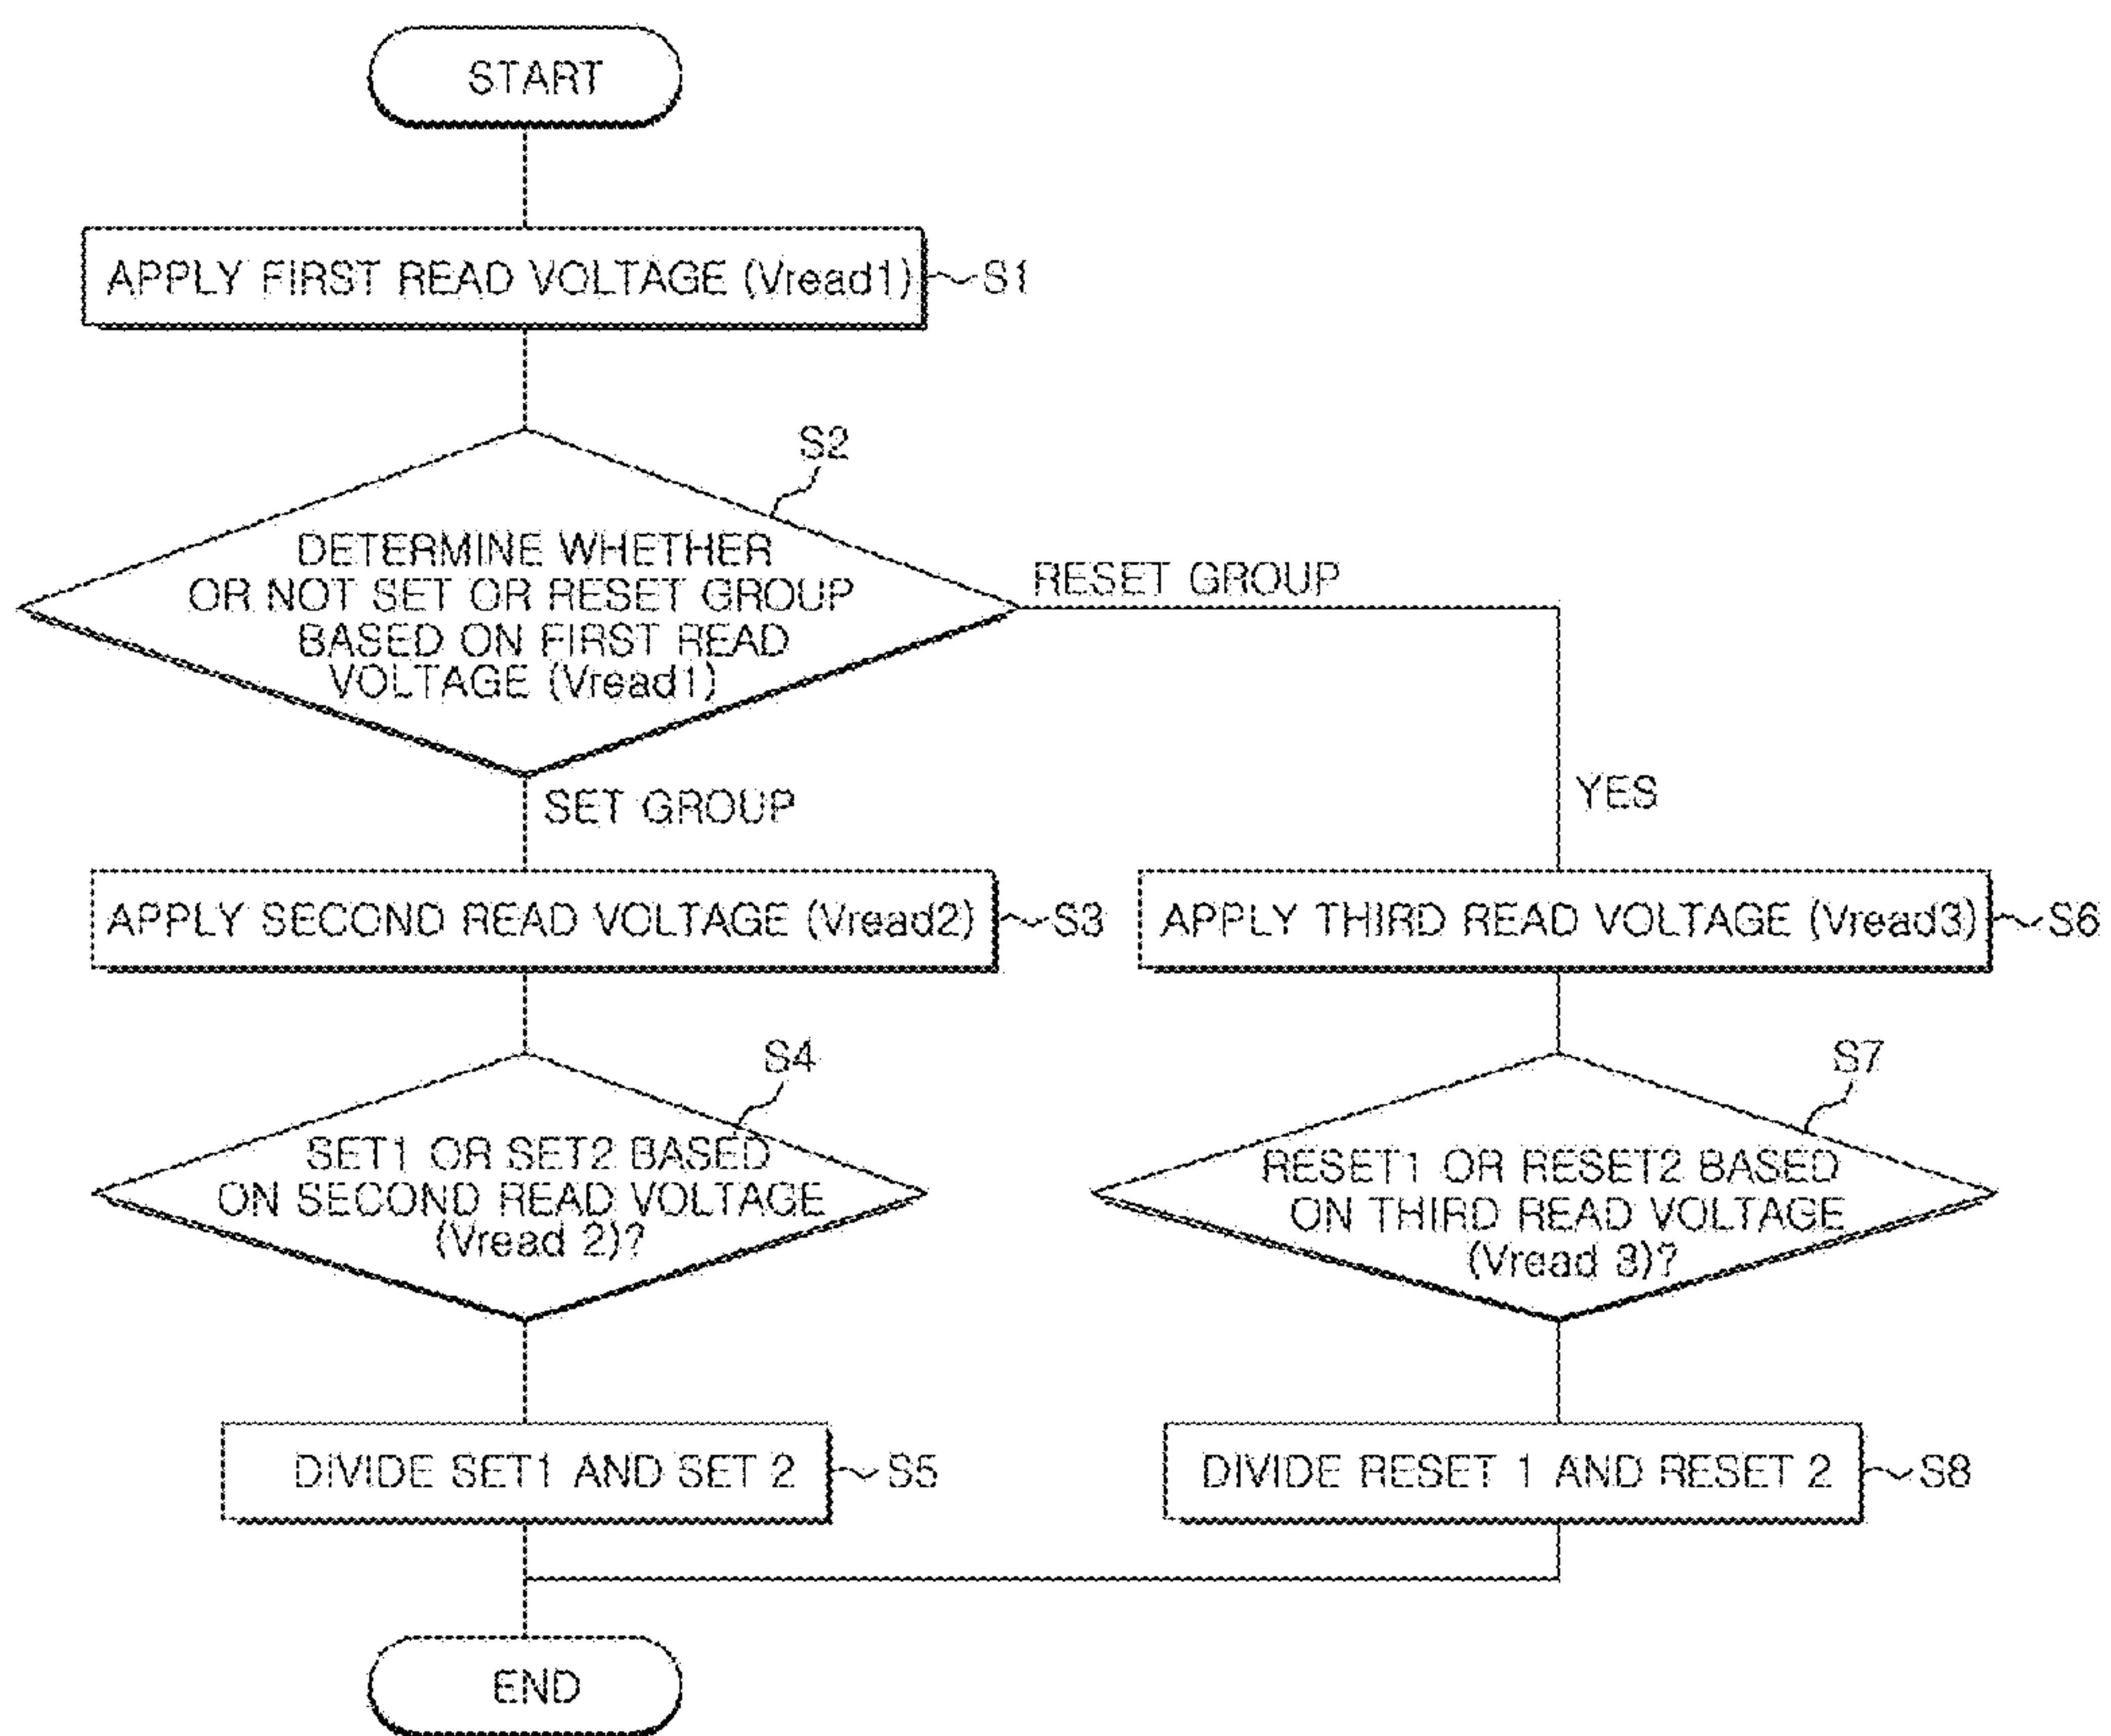 START
APPLY FIRST READ VOLTAGE (Vread1)
S1
S2
DETERMINE WHETHER
OR NOT SET OR RESET GROUP
BASED ON FIRST READ
VOLTAGE (Vread1)
RESET GROUP
SET GROUP
YES
APPLY SECOND READ VOLTAGE (Vread2)
S3
APPLY THIRD READ VOLTAGE (Vread3)
S6
S4
SET1 OR SET2 BASED
ON SECOND READ VOLTAGE
(Vread 2)?
S7
RESET1 OR RESET2 BASED
ON THIRD READ VOLTAGE
(Vread 3)?
DIVIDE SET1 AND SET 2
S5
DIVIDE RESET 1 AND RESET 2
S8
END